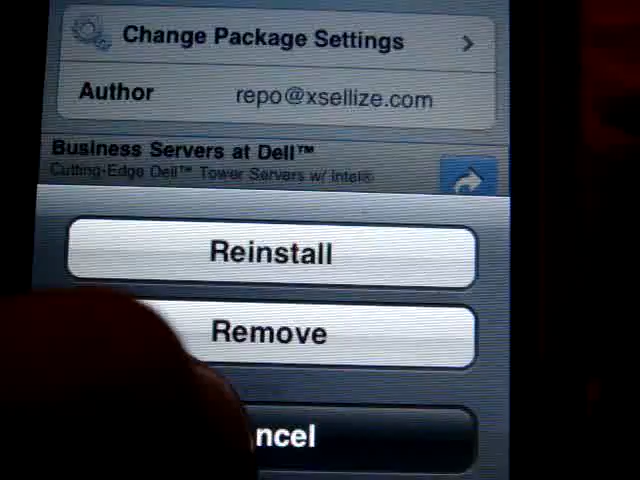 Change Package Settings
Author repo@xsellize.com
Business Servers at Dell™
Cutting-Edge Dell™ Tower Servers w/ Intel®
Reinstall
Remove
ncel